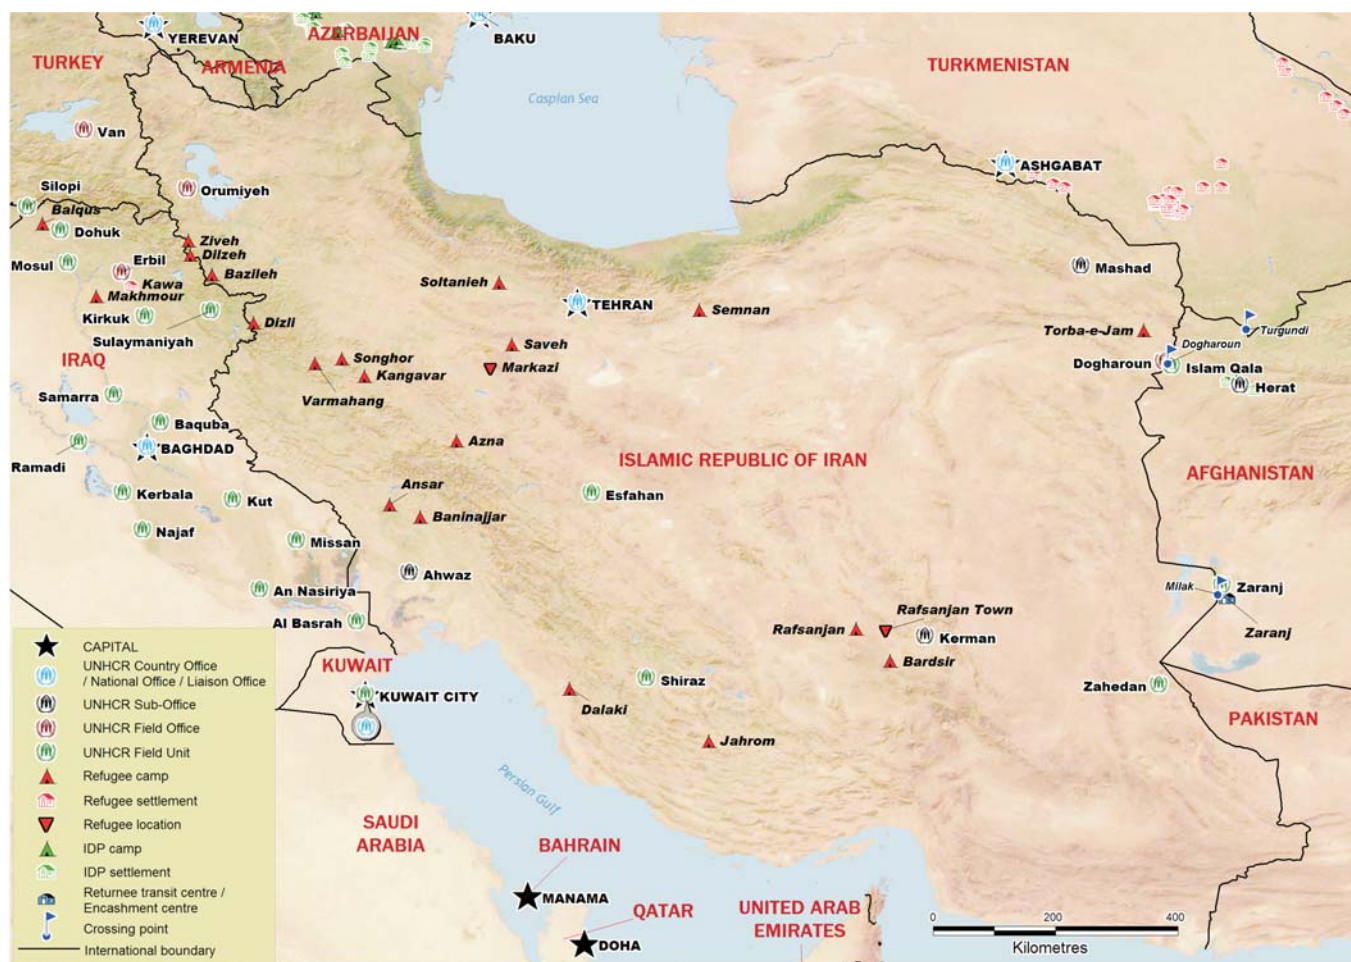 YEREVAN
AZERBAIJAN
BAKU
TURKEY
ARMENIA
TURKMENISTAN
Caspian Sea
Van
ASHGABAT
Silopi
Orumiyeh
Balqus
Dohuk
Ziveh
Dilzeh
Mosul
Erbil
Bazileh
Mashad
Kawa
Soltanieh
Makhmour
TEHRAN
Semnan
Kirkuk
Dizli
Torba-e-Jam
Turgundi
Sulaymaniyah
Saveh
Dogharoun
IRAQ
Songhor
Markazi
Dogharoun
Islam Qala
Kangavar
Herat
Samarra
Varmahang
Baquba
Azna
BAGHDAD
ISLAMIC REPUBLIC OF IRAN
Ramadi
AFGHANISTAN
Ansar
Kerbala
Kut
Esfahan
Baninajjar
Najaf
Missan
Ahwaz
An Nasiriya
Milak
Zaranj
Al Basrah
Rafsanjan Town
Rafsanjan
Kerman
Zaranj
Bardsir
KUWAIT
KUWAIT CITY
Shiraz
Zahedan
Dalaki
PAKISTAN
Jahrom
Persian Gulf
SAUDI
ARABIA
BAHRAIN
MANAMA
QATAR
UNITED ARAB
EMIRATES
DOHA
CAPITAL
UNHCR Country Office
/ National Office / Liaison Office
UNHCR Sub-Office
UNHCR Field Office
UNHCR Field Unit
Refugee camp
Refugee settlement
Refugee location
IDP camp
IDP settlement
Returnee transit centre /
Encashment centre
Crossing point
International boundary
0 200 400
Kilometres